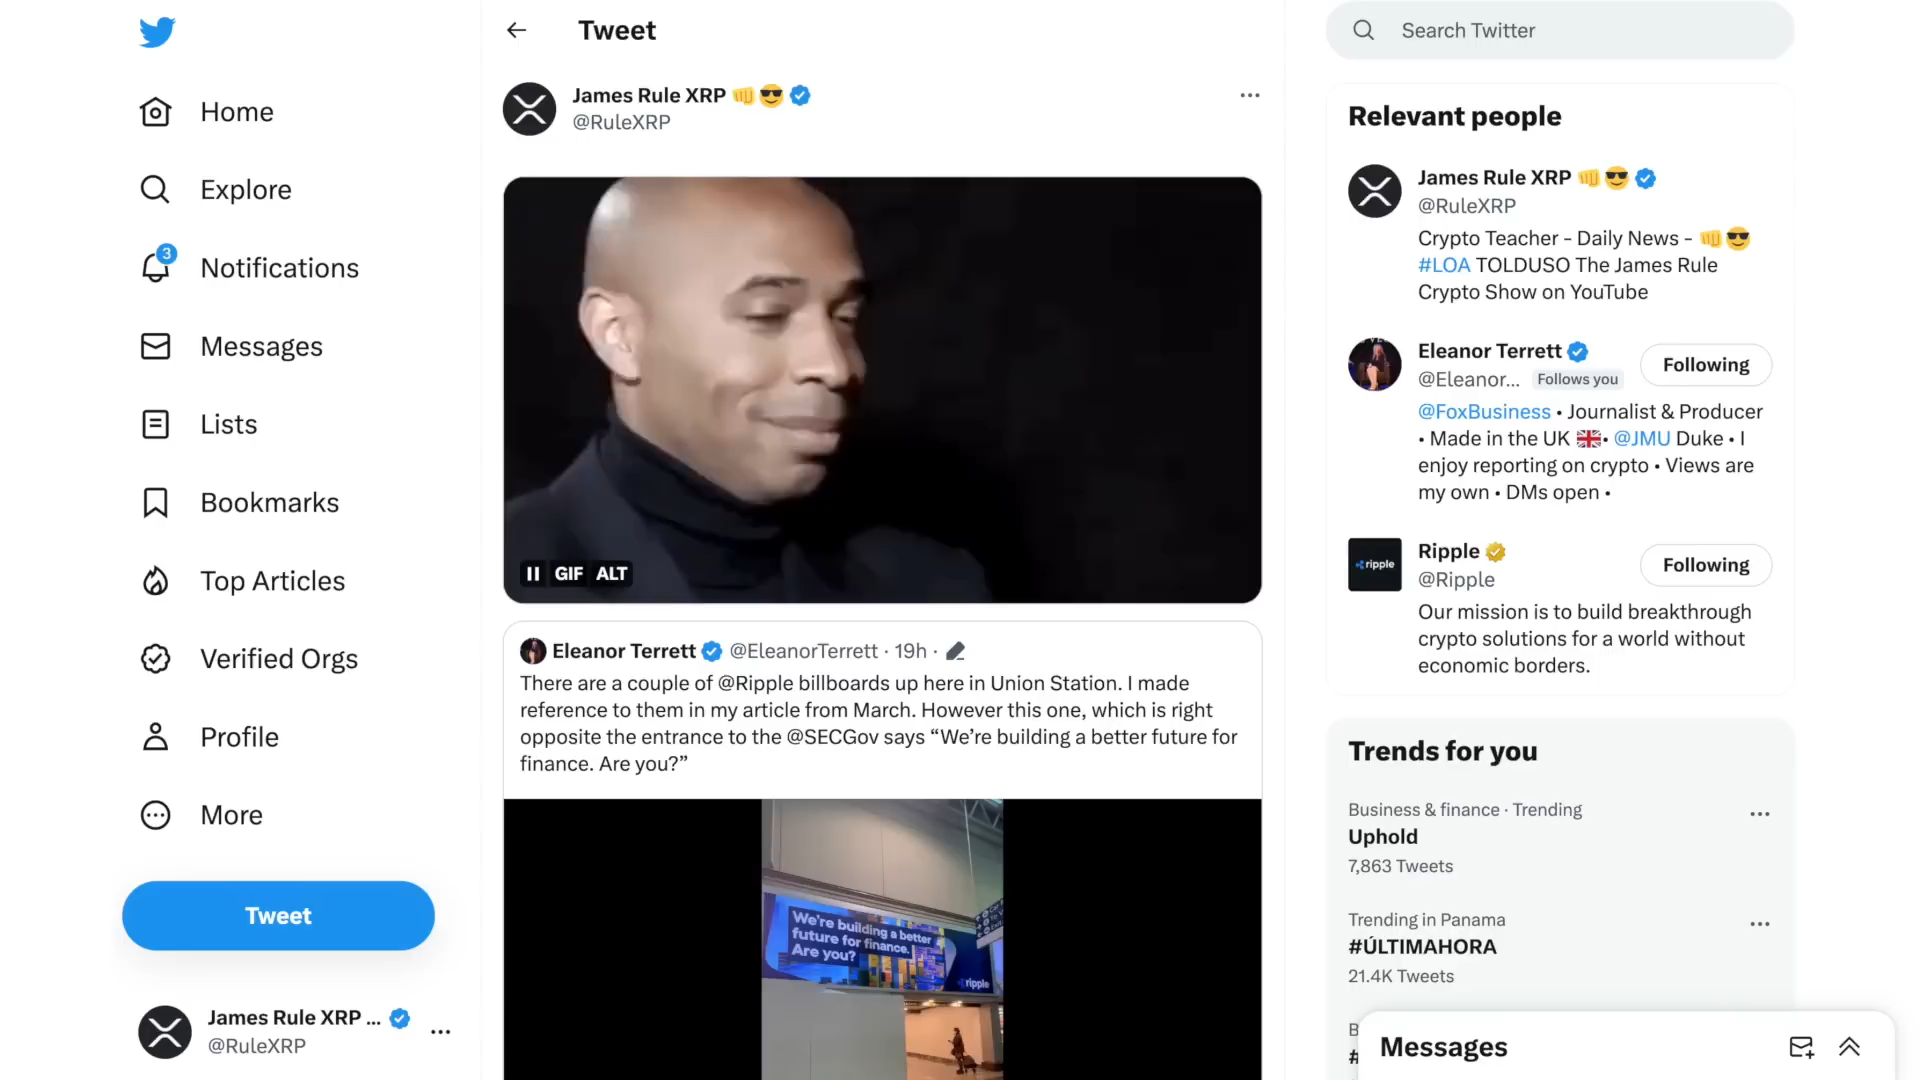 Home
Explore
3
Notifications
Messages
Lists
Bookmarks
Top Articles
Verified Orgs
Profile
More
Tweet
James Rule XRP ...
@RuleXRP
Tweet
James Rule XRP
@RuleXRP
GIF ALT
Eleanor Terrett @EleanorTerrett · 19h ·
There are a couple of @Ripple billboards up here in Union Station. I made
reference to them in my article from March. However this one, which is right
opposite the entrance to the @SECGov says “We’re building a better future for
finance. Are you?”
We're building a better
future for finance.
Are you?
ripple
Search Twitter
Relevant people
James Rule XRP
@RuleXRP
Crypto Teacher - Daily News -
#LOA TOLDUSO The James Rule
Crypto Show on YouTube
Eleanor Terrett
@Eleanor... Follows you
Following
@FoxBusiness • Journalist & Producer
• Made in the UK • @JMU Duke • I
enjoy reporting on crypto • Views are
my own • DMs open •
ripple
Ripple
@Ripple
Following
Our mission is to build breakthrough
crypto solutions for a world without
economic borders.
Trends for you
Business & finance · Trending
Uphold
7,863 Tweets
Trending in Panama
#ÚLTIMAHORA
21.4K Tweets
Messages